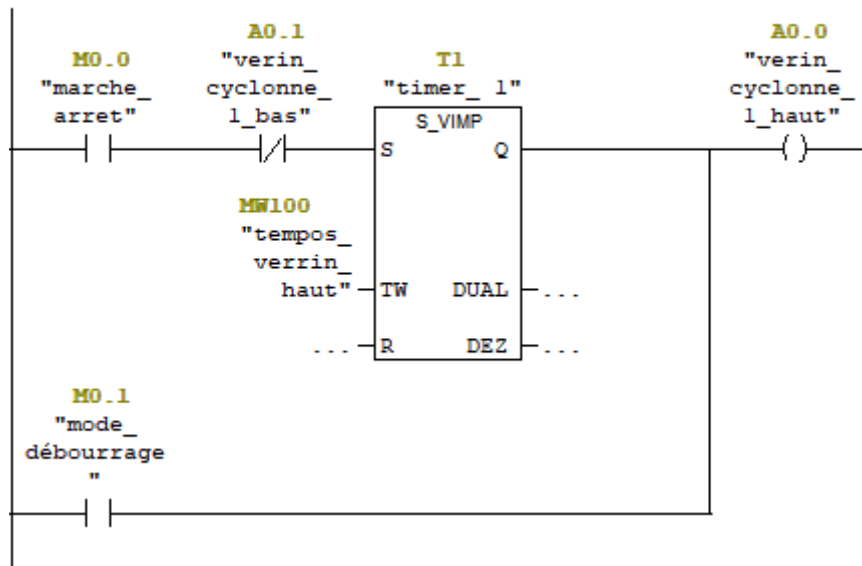 M0.0
"marche_
arret"
A0.1
"verin_
cyclonne_
1_bas"
T1
"timer_ 1"
S_VIMP
S
Q
A0.0
"verin_
cyclonne_
1_haut"
MW100
"tempos_
verrin_
haut"
TW
DUAL
...
...
R
DEZ
...
M0.1
"mode_
débourrage
"